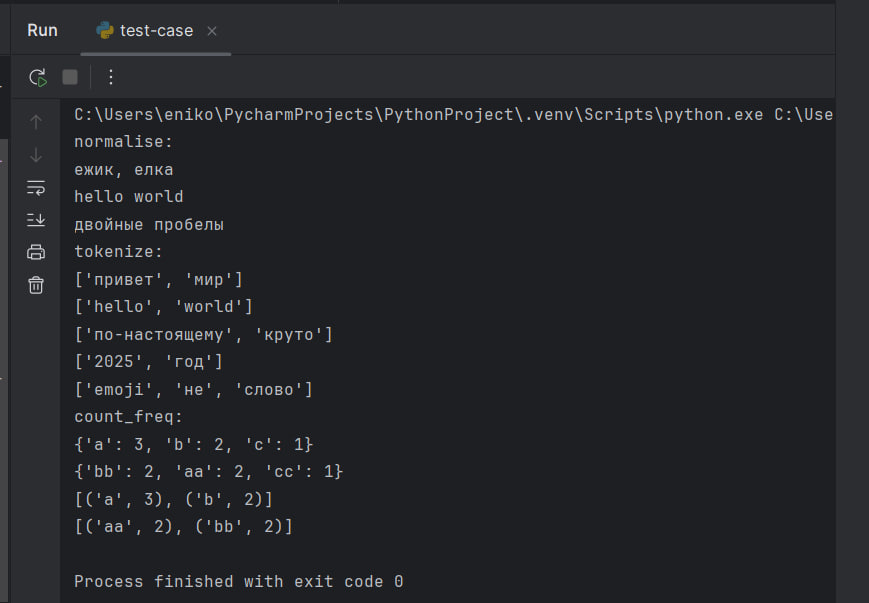 Run test-case
C:\Users\eniko\PycharmProjects\PythonProject\.venv\Scripts\python.exe C:\Use
normalise:
ежик, елка
hello world
двойные пробелы
tokenize:
['привет', 'мир']
['hello', 'world']
['по-настоящему', 'круто']
['2025', 'год']
['emoji', 'не', 'слово']
count_freq:
{'a': 3, 'b': 2, 'c': 1}
{'bb': 2, 'aa': 2, 'cc': 1}
[('a', 3), ('b', 2)]
[('aa', 2), ('bb', 2)]
Process finished with exit code 0